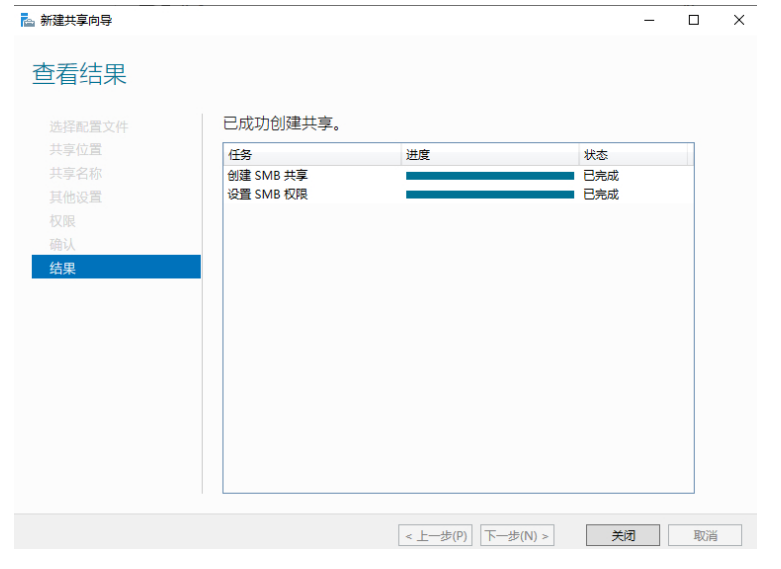 新建共享向导
查看结果
选择配置文件
共享位置
共享名称
其他设置
权限
确认
结果
已成功创建共享。
任务 进度 状态
创建 SMB 共享 已完成
设置 SMB 权限 已完成
< 上一步(P) 下一步(N) > 关闭 取消